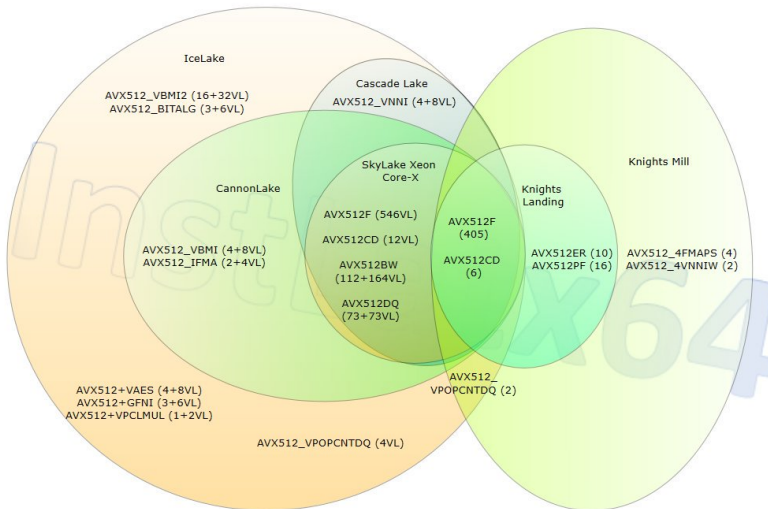 IceLake
AVX512_VBMI2 (16+32VL)
AVX512_BITALG (3+6VL)
Cascade Lake
AVX512_VNNI (4+8VL)
SkyLake Xeon
Core-X
CannonLake
Knights
Landing
Knights Mill
AVX512F (546VL)
AVX512CD (12VL)
AVX512BW
(112+164VL)
AVX512DQ
(73+73VL)
AVX512F
(405)
AVX512CD
(6)
AVX512_VBMI (4+8VL)
AVX512_IFMA (2+4VL)
AVX512ER (10)
AVX512PF (16)
AVX512_4FMAPS (4)
AVX512_4VNNIW (2)
AVX512+VAES (4+8VL)
AVX512+GFNI (3+6VL)
AVX512+VPCLMUL (1+2VL)
AVX512_
VPOPCNTDQ (2)
AVX512_VPOPCNTDQ (4VL)